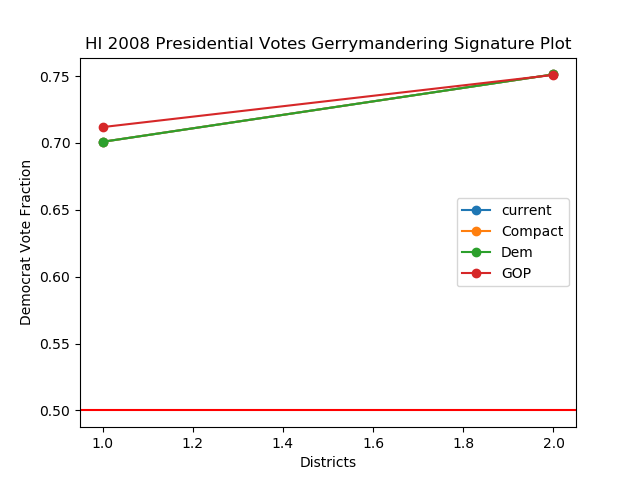 HI 2008 Presidential Votes Gerrymandering Signature Plot
0.75
0.70
0.65
0.60
0.55
0.50
Democrat Vote Fraction
current
Compact
Dem
GOP
1.0 1.2 1.4 1.6 1.8 2.0
Districts